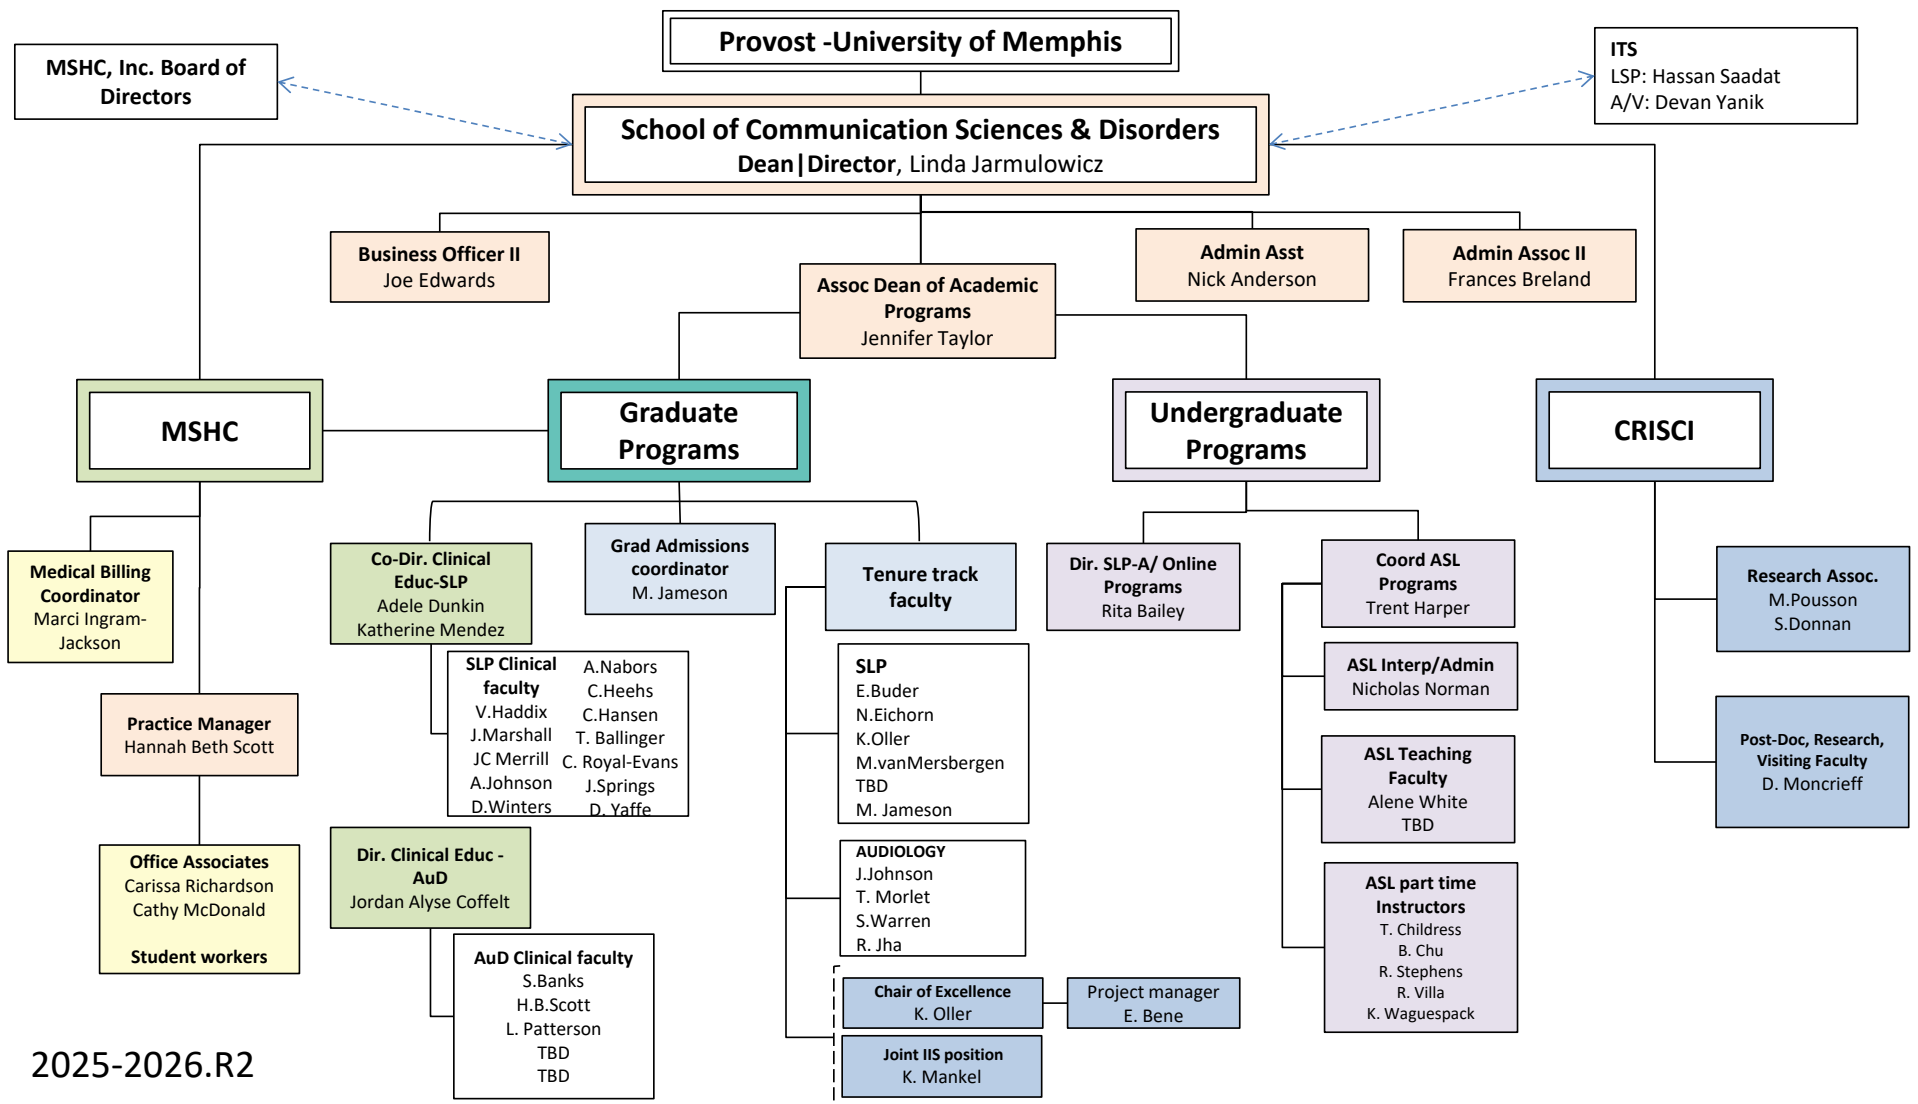 Provost -University of Memphis
MSHC, Inc. Board of
Directors
ITS
LSP: Hassan Saadat
A/V: Devan Yanik
School of Communication Sciences & Disorders
Dean|Director, Linda Jarmulowicz
Business Officer II
Joe Edwards
Assoc Dean of Academic
Programs
Jennifer Taylor
Admin Asst
Nick Anderson
Admin Assoc II
Frances Breland
MSHC
Graduate
Programs
Undergraduate
Programs
CRISCI
Medical Billing
Coordinator
Marci Ingram-
Jackson
Practice Manager
Hannah Beth Scott
Office Associates
Carissa Richardson
Cathy McDonald
Student workers
Co-Dir. Clinical
Educ-SLP
Adele Dunkin
Katherine Mendez
SLP Clinical
faculty
V.Haddix
J.Marshall
JC Merrill
A.Johnson
D.Winters
A.Nabors
C.Heehs
C.Hansen
T. Ballinger
C. Royal-Evans
J.Springs
D. Yaffe
Dir. Clinical Educ -
AuD
Jordan Alyse Coffelt
AuD Clinical faculty
S.Banks
H.B.Scott
L. Patterson
TBD
TBD
Grad Admissions
coordinator
M. Jameson
Tenure track
faculty
SLP
E.Buder
N.Eichorn
K.Oller
M.vanMersbergen
TBD
M. Jameson
AUDIOLOGY
J.Johnson
T. Morlet
S.Warren
R. Jha
Chair of Excellence
K. Oller
Project manager
E. Bene
Joint IIS position
K. Mankel
Dir. SLP-A/ Online
Programs
Rita Bailey
Coord ASL
Programs
Trent Harper
ASL Interp/Admin
Nicholas Norman
ASL Teaching
Faculty
Alene White
TBD
ASL part time
Instructors
T. Childress
B. Chu
R. Stephens
R. Villa
K. Waguespack
Research Assoc.
M.Pousson
S.Donnan
Post-Doc, Research,
Visiting Faculty
D. Moncrieff
2025-2026.R2